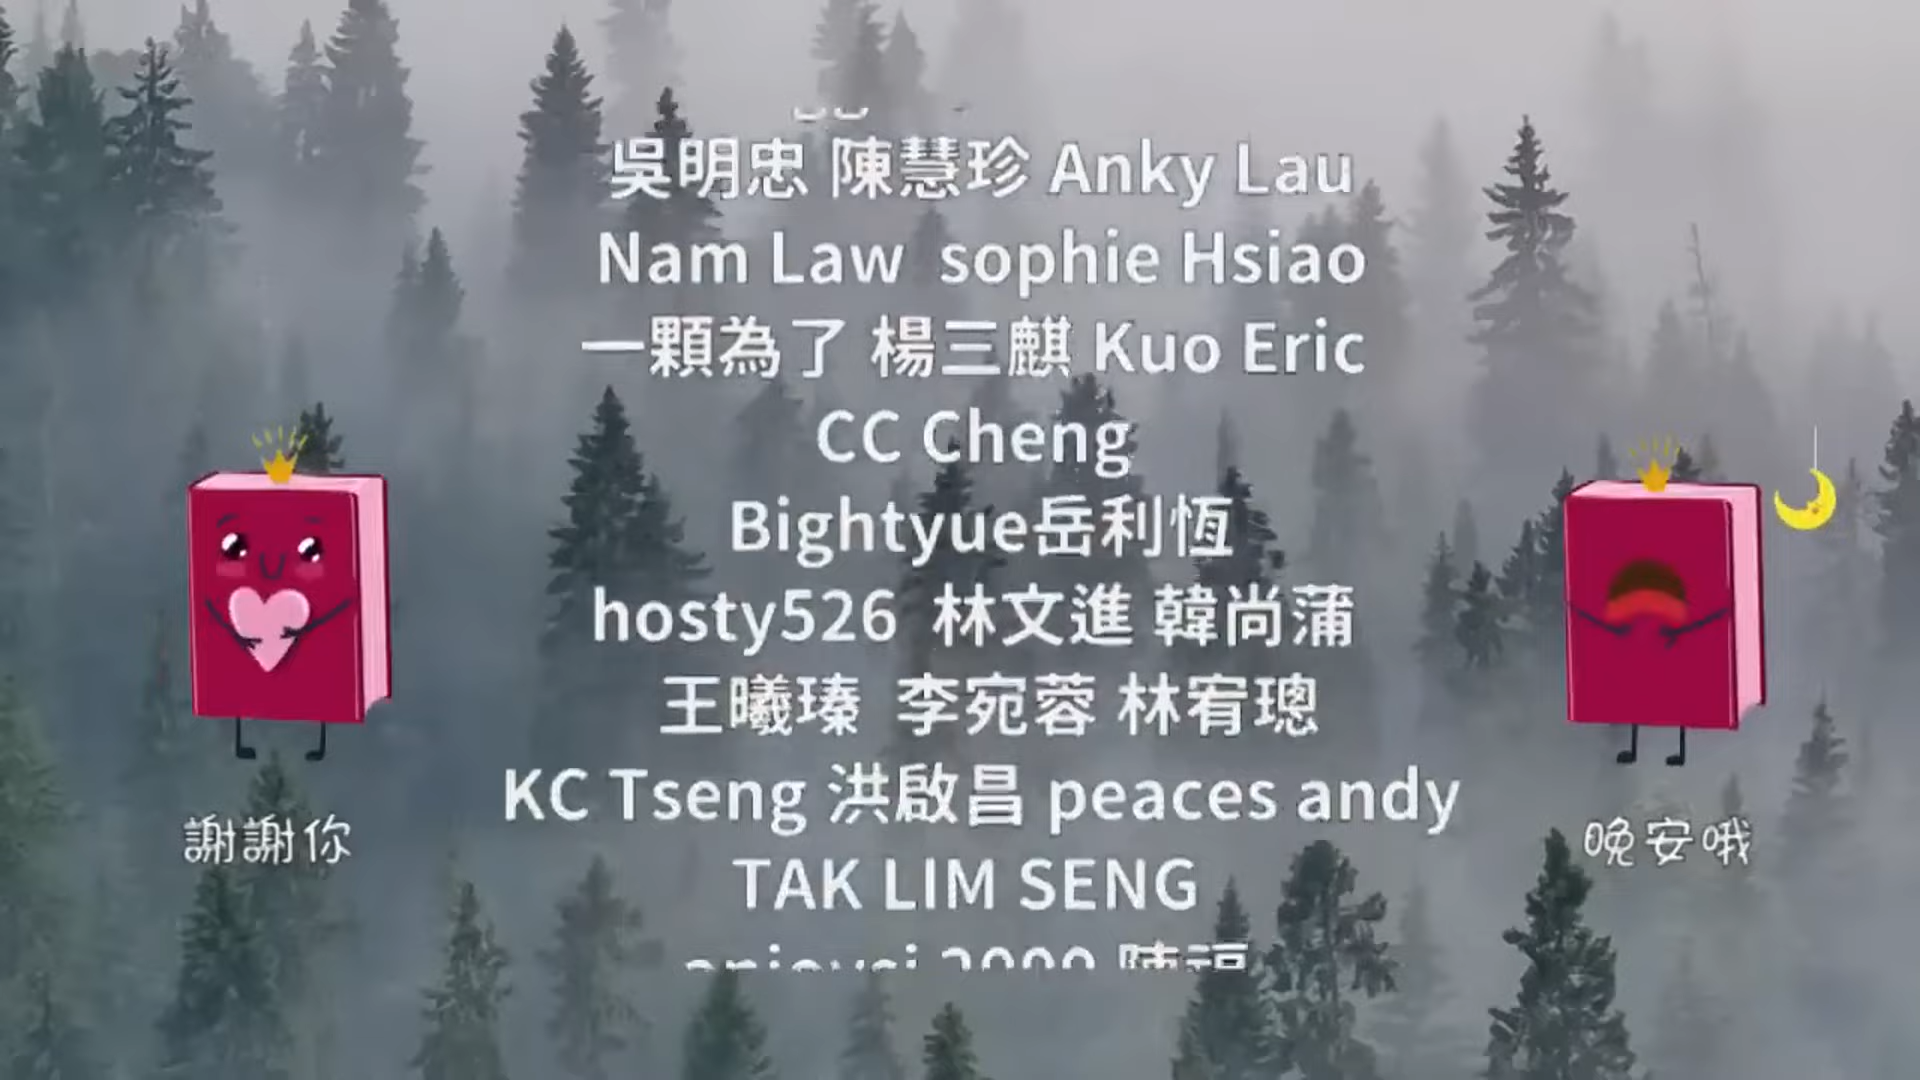 吳明忠 陳慧珍 Anky Lau
Nam Law  sophie Hsiao
一顆為了 楊三麒 Kuo Eric
CC Cheng
Bightyue岳利恆
hosty526  林文進 韓尚蒲
王曦瑧  李宛蓉 林宥璁
KC Tseng 洪啟昌 peaces andy
TAK LIM SENG
謝謝你
晚安哦